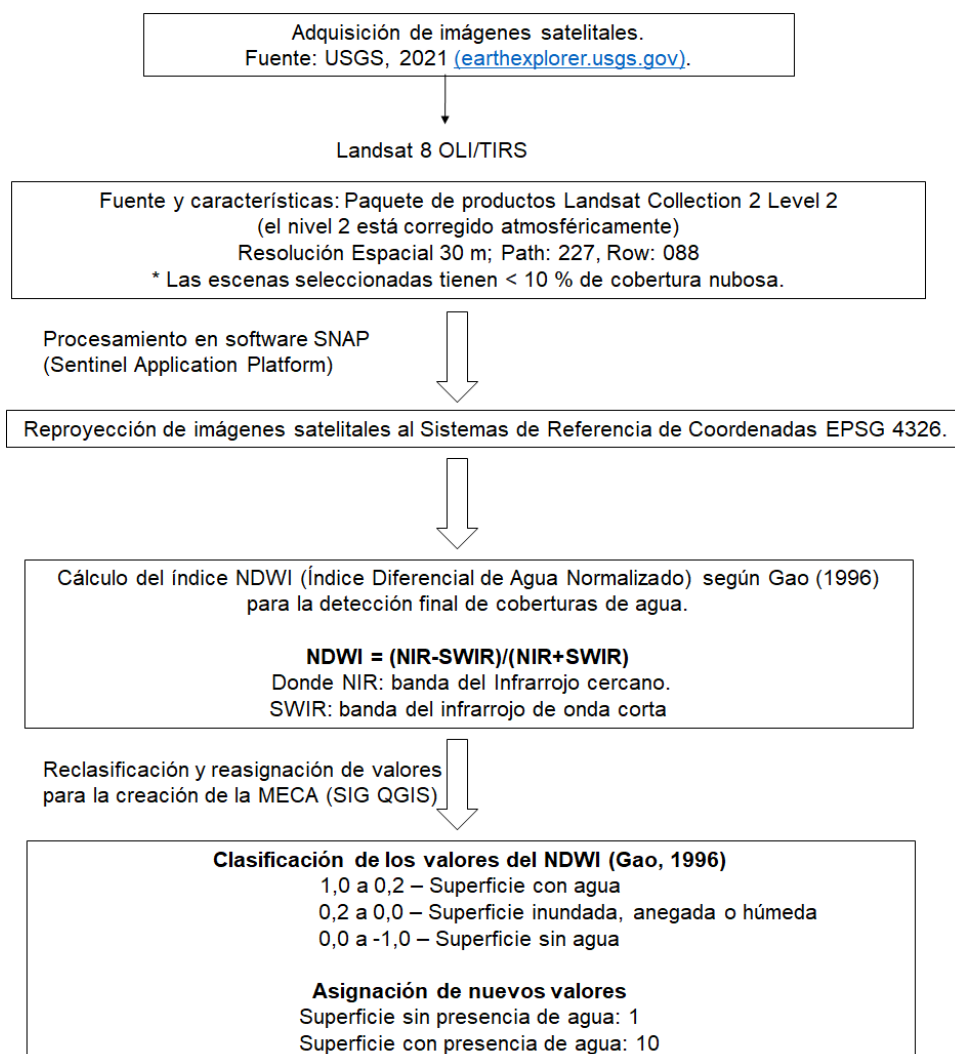 Adquisición de imágenes satelitales.
Fuente: USGS, 2021 (earthexplorer.usgs.gov).
Landsat 8 OLI/TIRS
Fuente y características: Paquete de productos Landsat Collection 2 Level 2
(el nivel 2 está corregido atmosféricamente)
Resolución Espacial 30 m; Path: 227, Row: 088
* Las escenas seleccionadas tienen < 10 % de cobertura nubosa.
Procesamiento en software SNAP
(Sentinel Application Platform)
Reproyección de imágenes satelitales al Sistemas de Referencia de Coordenadas EPSG 4326.
Cálculo del índice NDWI (Índice Diferencial de Agua Normalizado) según Gao (1996)
para la detección final de coberturas de agua.
NDWI = (NIR-SWIR)/(NIR+SWIR)
Donde NIR: banda del Infrarrojo cercano.
SWIR: banda del infrarrojo de onda corta
Reclasificación y reasignación de valores
para la creación de la MECA (SIG QGIS)
Clasificación de los valores del NDWI (Gao, 1996)
1,0 a 0,2 – Superficie con agua
0,2 a 0,0 – Superficie inundada, anegada o húmeda
0,0 a -1,0 – Superficie sin agua
Asignación de nuevos valores
Superficie sin presencia de agua: 1
Superficie con presencia de agua: 10